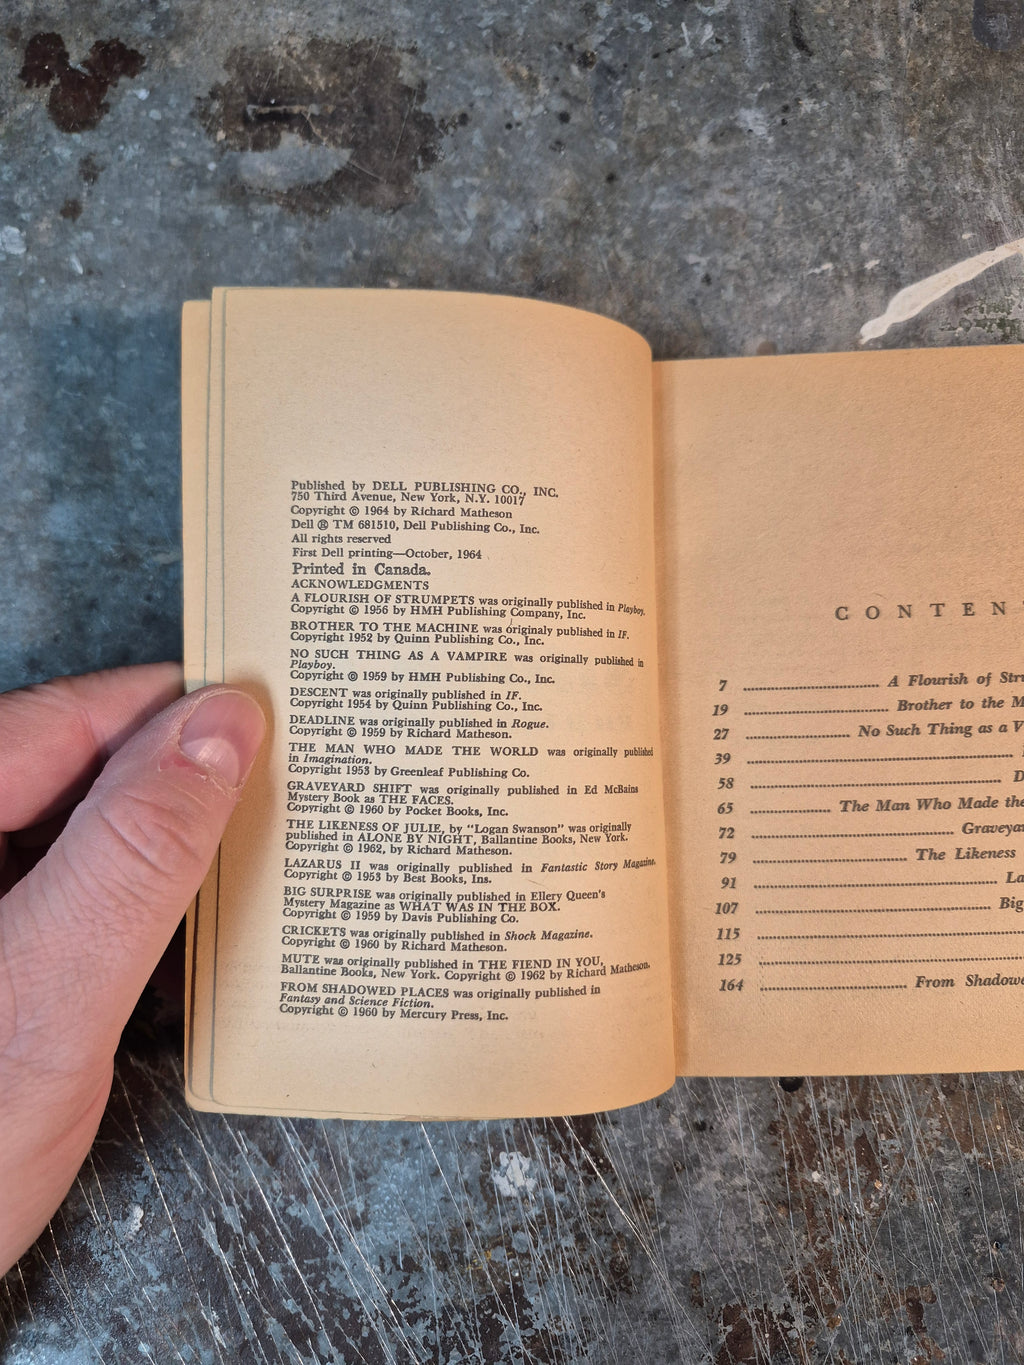 Published by DELL PUBLISHING CO., INC.
750 Third Avenue, New York, N.Y. 10017
Copyright © 1964 by Richard Matheson
Dell ® TM 681510, Dell Publishing Co., Inc.
All rights reserved
First Dell printing—October, 1964
Printed in Canada.
ACKNOWLEDGMENTS
A FLOURISH OF STRUMPETS was originally published in Playboy,
Copyright © 1956 by HMH Publishing Company, Inc.
BROTHER TO THE MACHINE was originaly published in IF.
Copyright 1952 by Quinn Publishing Co., Inc.
NO SUCH THING AS A VAMPIRE was originally published in
Playboy.
Copyright © 1959 by HMH Publishing Co., Inc.
DESCENT was originally published in IF.
Copyright 1954 by Quinn Publishing Co., Inc.
DEADLINE was originally published in Rogue.
Copyright © 1959 by Richard Matheson.
THE MAN WHO MADE THE WORLD was originally published
in Imagination.
Copyright 1953 by Greenleaf Publishing Co.
GRAVEYARD SHIFT was originally published in Ed McBains
Mystery Book as THE FACES.
Copyright © 1960 by Pocket Books, Inc.
THE LIKENESS OF JULIE, by "Logan Swanson" was originally
published in ALONE BY NIGHT, Ballantine Books, New York.
Copyright © 1962, by Richard Matheson.
LAZARUS II was originally published in Fantastic Story Magazine.
Copyright © 1953 by Best Books, Ins.
BIG SURPRISE was originally published in Ellery Queen's
Mystery Magazine as WHAT WAS IN THE BOX.
Copyright © 1959 by Davis Publishing Co.
CRICKETS was originally published in Shock Magazine.
Copyright © 1960 by Richard Matheson.
MUTE was originally published in THE FIEND IN YOU,
Ballantine Books, New York. Copyright © 1962 by Richard Matheson.
FROM SHADOWED PLACES was originally published in
Fantasy and Science Fiction.
Copyright © 1960 by Mercury Press, Inc.
CONTEN
7 A Flourish of Stru
19 Brother to the M
27 No Such Thing as a V
39
58 D
65 The Man Who Made the
72 Graveyar
79 The Likeness
91 La
107 Big
115
125
164 From Shadowe